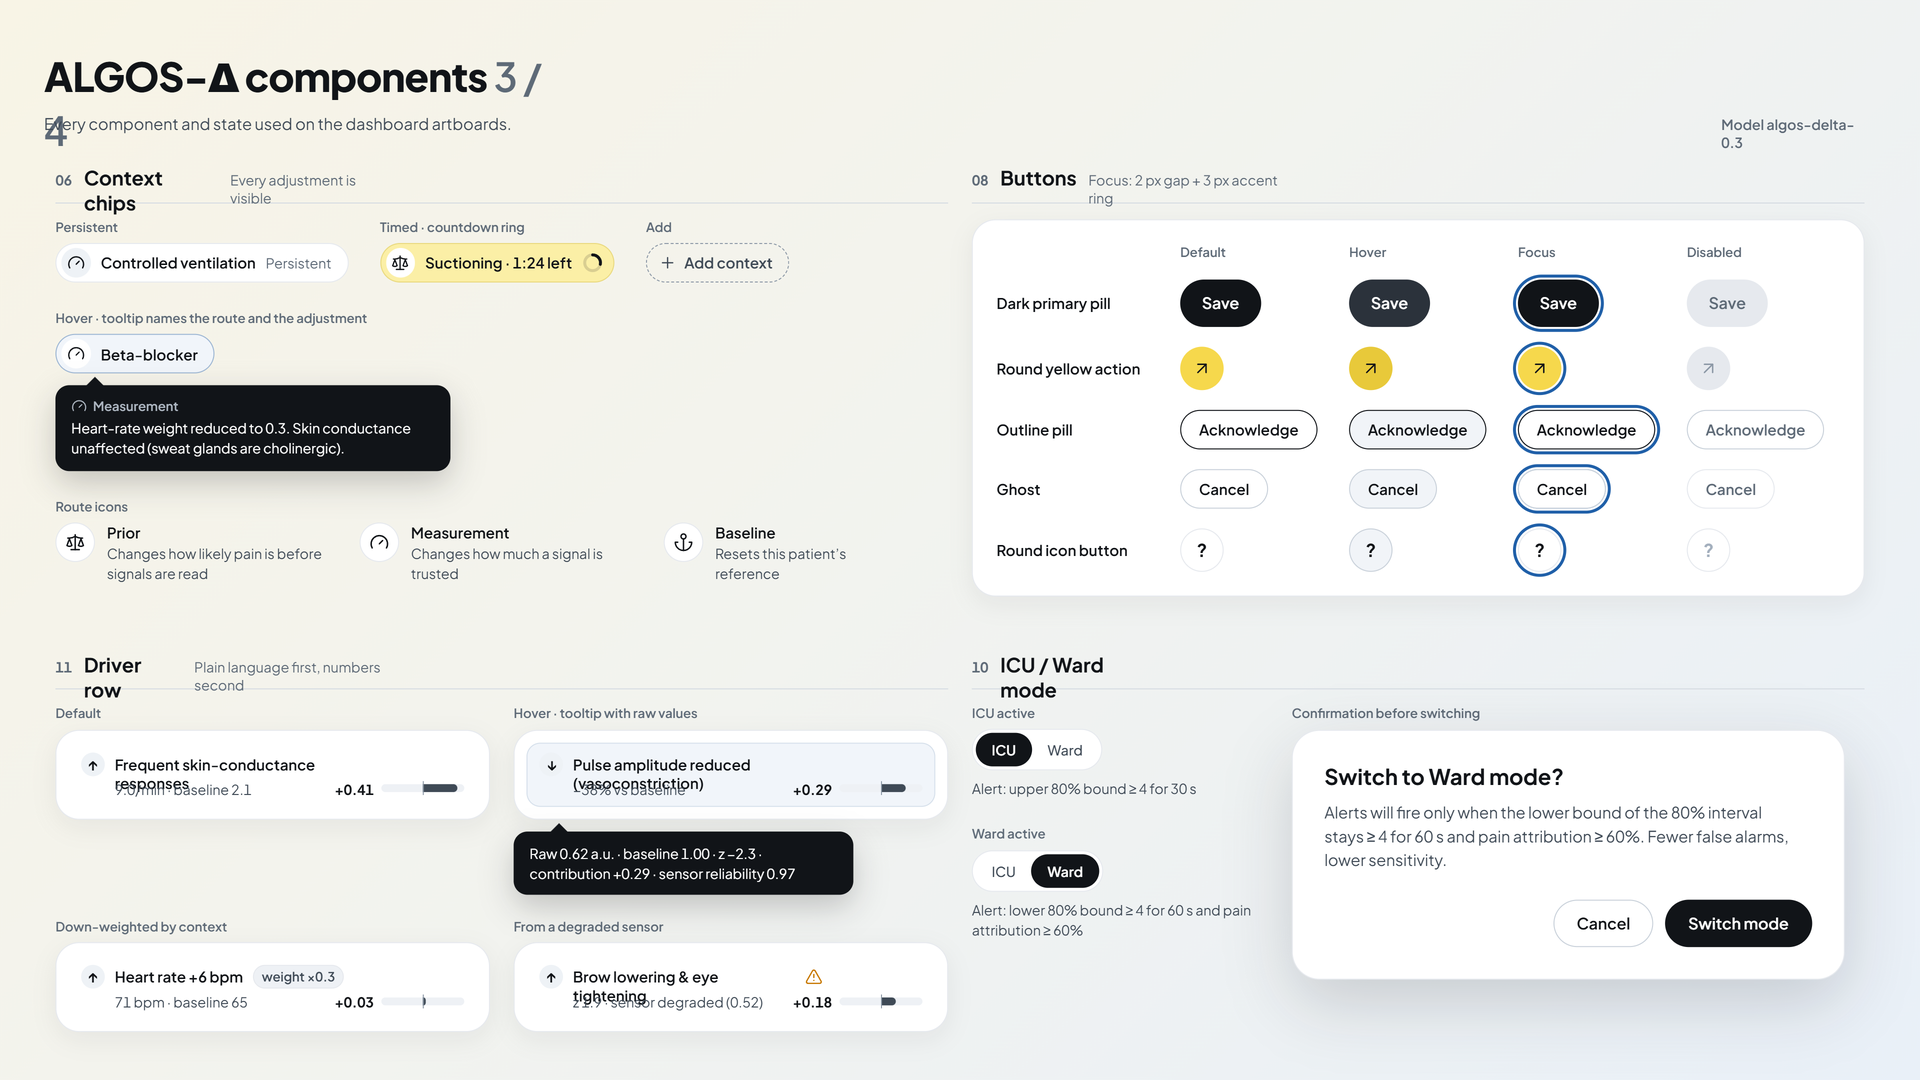 ALGOS-Δ components 3 /
4
Every component and state used on the dashboard artboards.
Model algos-delta-
0.3
06 Context
chips
Every adjustment is
visible
Persistent
Controlled ventilation Persistent
Timed · countdown ring
Suctioning · 1:24 left
Add
Add context
Hover · tooltip names the route and the adjustment
Beta-blocker
Measurement
Heart-rate weight reduced to 0.3. Skin conductance
unaffected (sweat glands are cholinergic).
Route icons
Prior
Changes how likely pain is before
signals are read
Measurement
Changes how much a signal is
trusted
Baseline
Resets this patient's
reference
08 Buttons
Focus: 2 px gap + 3 px accent
ring
Default Hover Focus Disabled
Dark primary pill Save Save Save Save
Round yellow action
Outline pill Acknowledge Acknowledge Acknowledge Acknowledge
Ghost Cancel Cancel Cancel Cancel
Round icon button ? ? ? ?
11 Driver
row
Plain language first, numbers
second
Default
Frequent skin-conductance
responses
/min · baseline 2.1 +0.41
Hover · tooltip with raw values
Pulse amplitude reduced
(vasoconstriction)
vs baseline +0.29
Raw 0.62 a.u. · baseline 1.00 · z −2.3 ·
contribution +0.29 · sensor reliability 0.97
Down-weighted by context
Heart rate +6 bpm weight ×0.3
71 bpm · baseline 65 +0.03
From a degraded sensor
Brow lowering & eye
tightening
sensor degraded (0.52) +0.18
10 ICU / Ward
mode
ICU active
ICU Ward
Alert: upper 80% bound ≥ 4 for 30 s
Ward active
ICU Ward
Alert: lower 80% bound ≥ 4 for 60 s and pain
attribution ≥ 60%
Confirmation before switching
Switch to Ward mode?
Alerts will fire only when the lower bound of the 80% interval
stays ≥ 4 for 60 s and pain attribution ≥ 60%. Fewer false alarms,
lower sensitivity.
Cancel Switch mode